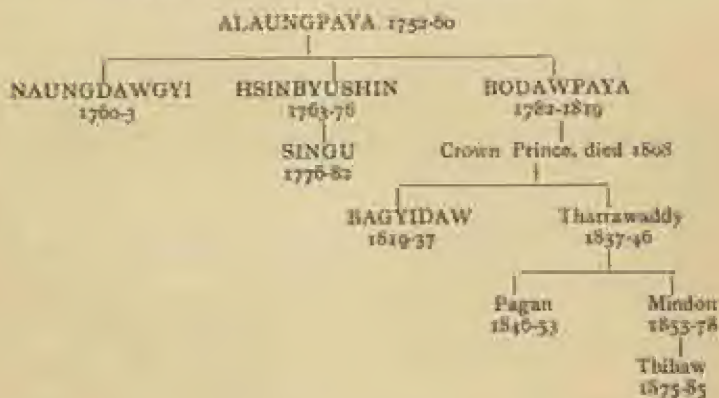 ALAUNGPAYA 1752-60
NAUNGDAWGYI HSINBYUSHIN BODAWPAYA
1760-3 1763-76 1782-1819
SINGU Crown Prince, died 1808
1776-82
BAGYIDAW Tharrawaddy
1819-37 1837-46
Pagan Mindon
1846-53 1853-78
Thibaw
1875-85